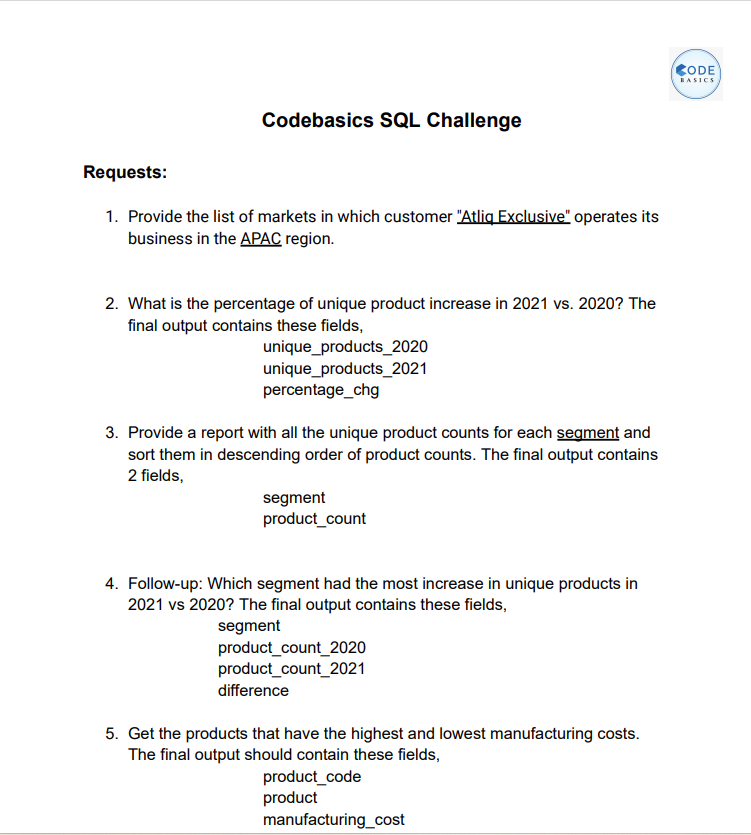 CODE
BASICS
Codebasics SQL Challenge
Requests:
1. Provide the list of markets in which customer "Atliq Exclusive" operates its
business in the APAC region.
2. What is the percentage of unique product increase in 2021 vs. 2020? The
final output contains these fields,
unique_products_2020
unique_products_2021
percentage_chg
3. Provide a report with all the unique product counts for each segment and
sort them in descending order of product counts. The final output contains
2 fields,
segment
product_count
4. Follow-up: Which segment had the most increase in unique products in
2021 vs 2020? The final output contains these fields,
segment
product_count_2020
product_count_2021
difference
5. Get the products that have the highest and lowest manufacturing costs.
The final output should contain these fields,
product_code
product
manufacturing_cost